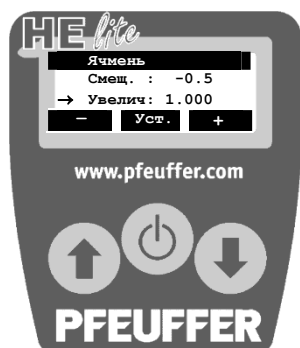 HE lite
Ячмень
Смещ. : -0.5
→ Увелич: 1.000
− Уст. +
www.pfeuffer.com
PFEUFFER